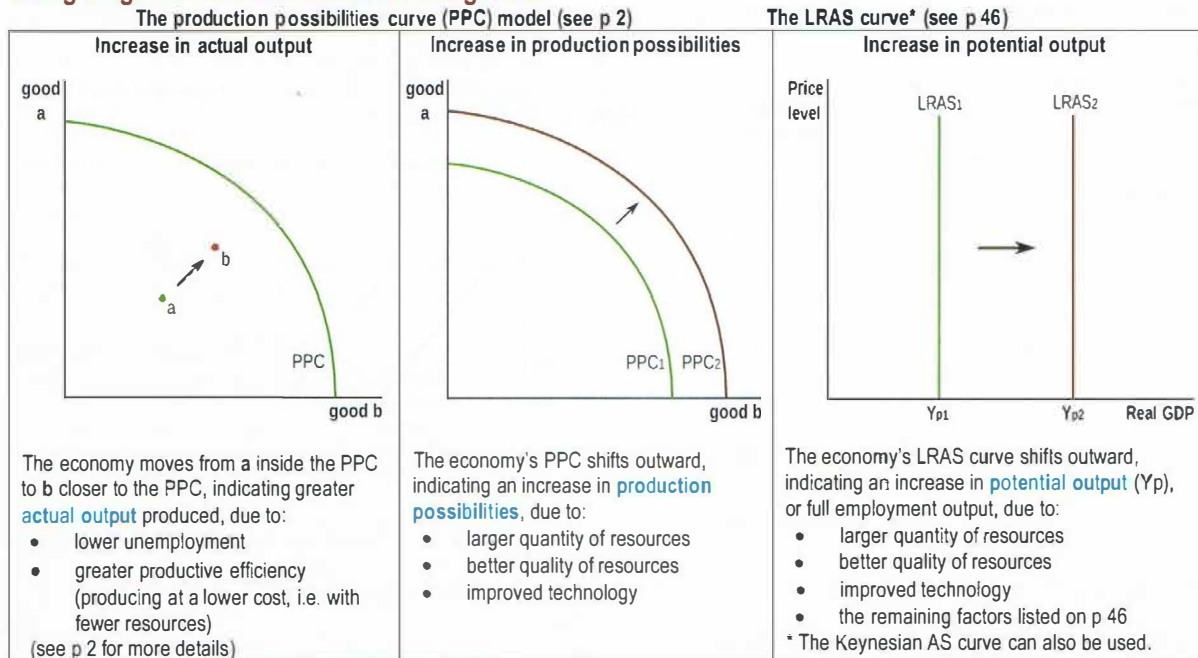 The production possibilities curve (PPC) model (see p 2)
The LRAS curve* (see p 46)
Increase in actual output
good
a
b
a
PPC
good b
The economy moves from a inside the PPC
to b closer to the PPC, indicating greater
actual output produced, due to:
• lower unemployment
• greater productive efficiency
(producing at a lower cost, i.e. with
fewer resources)
(see p 2 for more details)
Increase in production possibilities
good
a
PPC1 PPC2
good b
The economy's PPC shifts outward,
indicating an increase in production
possibilities, due to:
• larger quantity of resources
• better quality of resources
• improved technology
Increase in potential output
Price
level
LRAS1 LRAS2
Yp1 Yp2 Real GDP
The economy's LRAS curve shifts outward,
indicating an increase in potential output (Yp),
or full employment output, due to:
• larger quantity of resources
• better quality of resources
• improved technology
• the remaining factors listed on p 46
* The Keynesian AS curve can also be used.